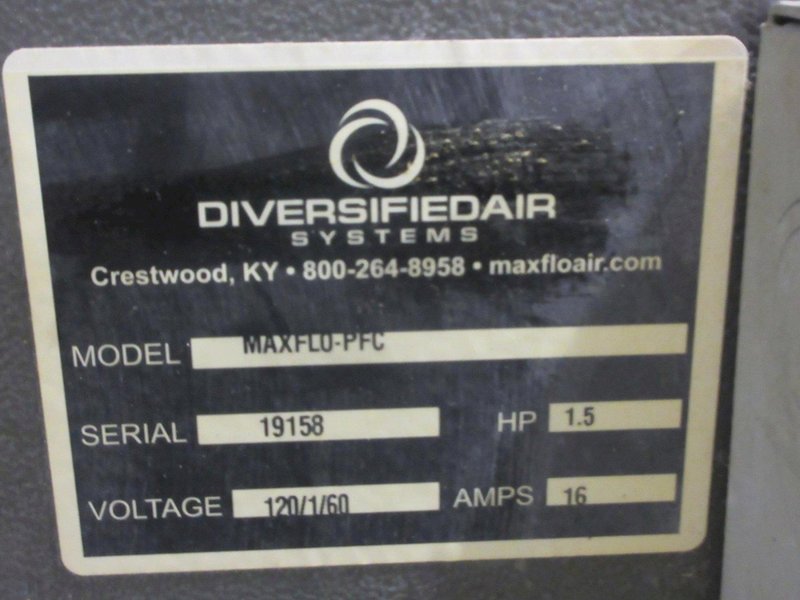 DIVERSIFIEDAIR
SYSTEMS
Crestwood, KY • 800-264-8958 • maxfloair.com
MODEL MAXFLO-PFC
SERIAL 19158 HP 1.5
VOLTAGE 120/1/60 AMPS 16